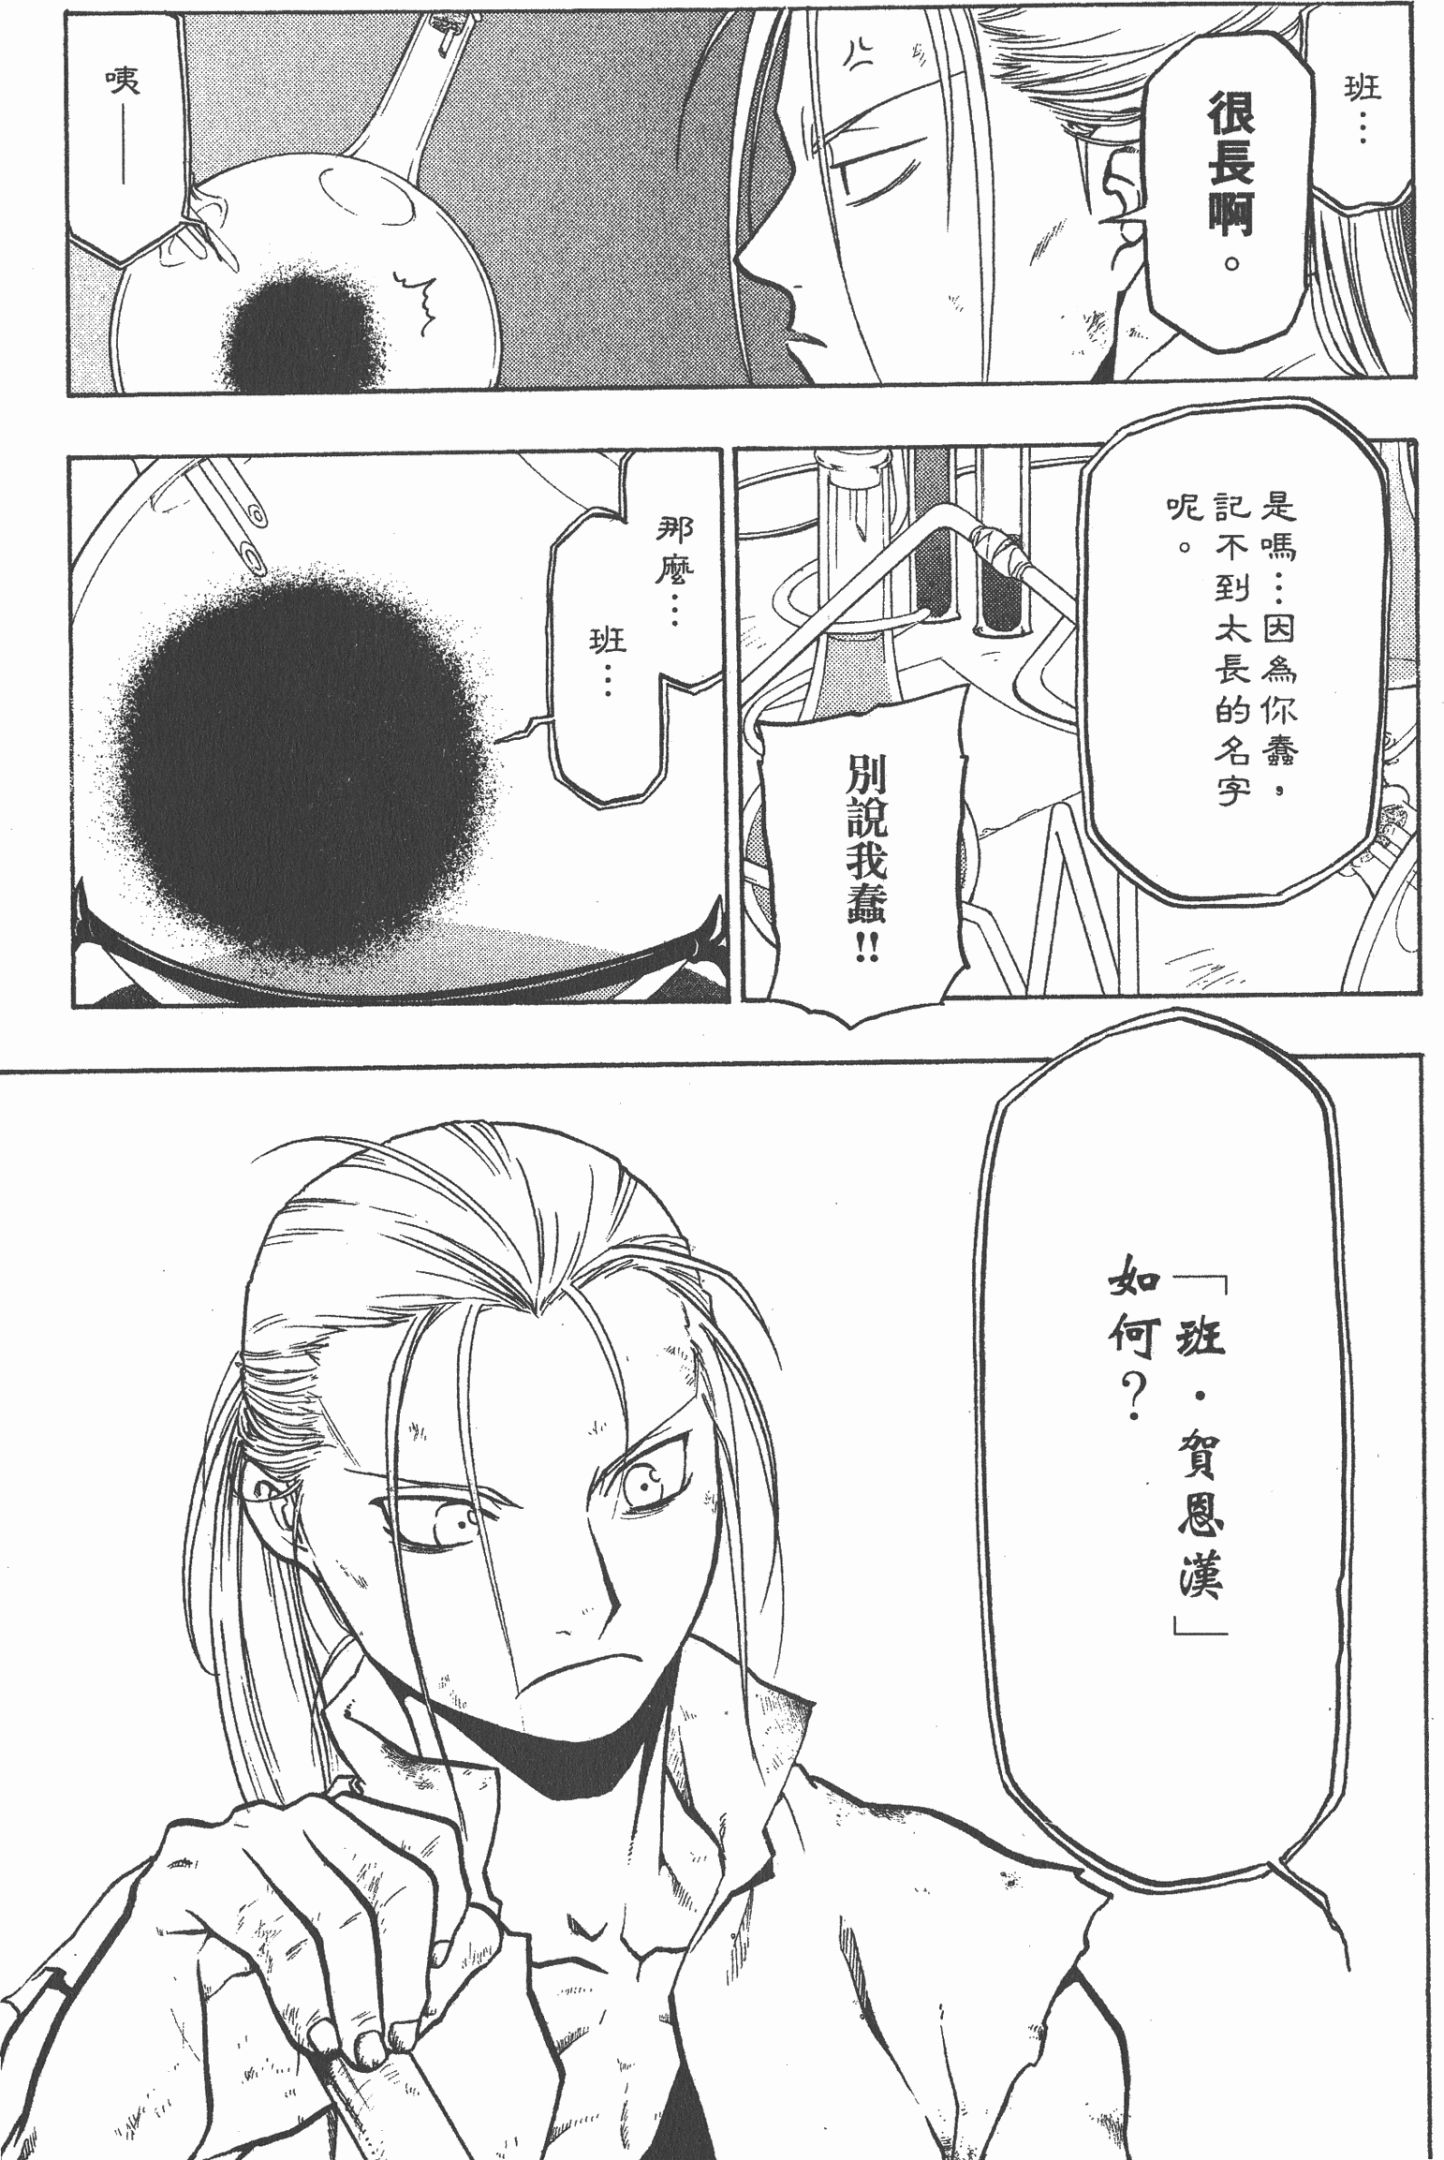 班…
很長啊。
咦——
是嗎…因為你蠢，
記不到太長的名字
呢。
別說我蠢!!
那麼…
班…
「班・賀恩漢」
如何？